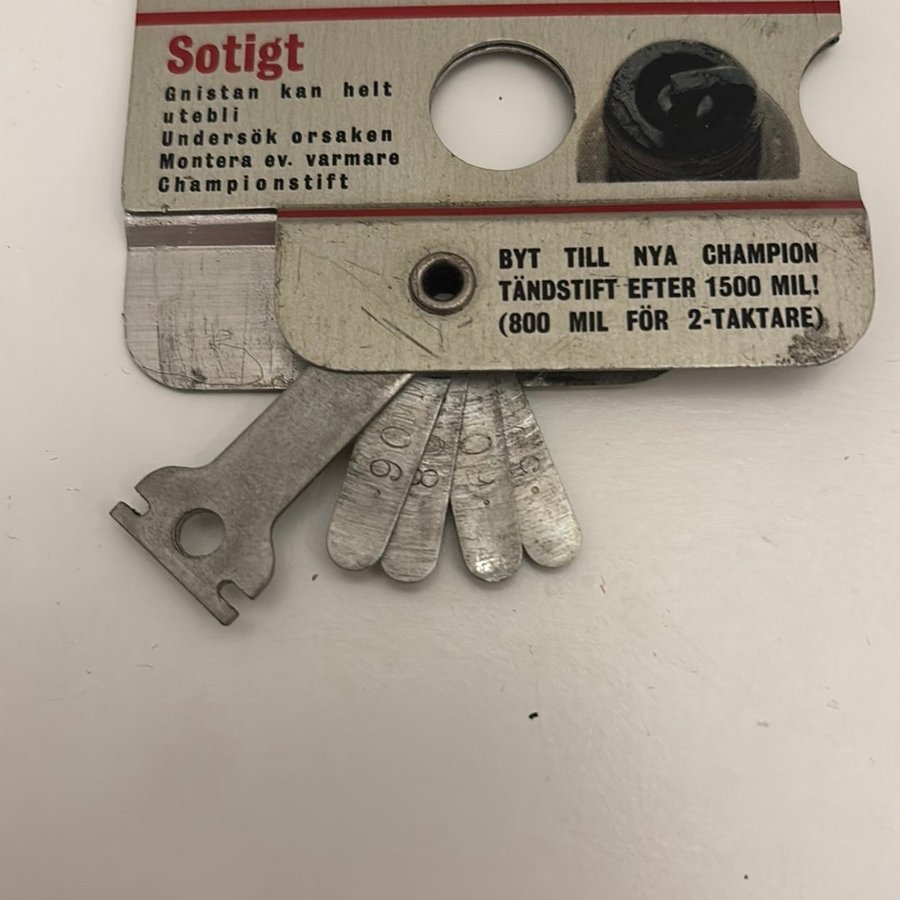 Sotigt
Gnistan kan helt
utebli
Undersök orsaken
Montera ev. varmare
Championstift
BYT TILL NYA CHAMPION
TÄNDSTIFT EFTER 1500 MIL!
(800 MIL FÖR 2-TAKTARE)